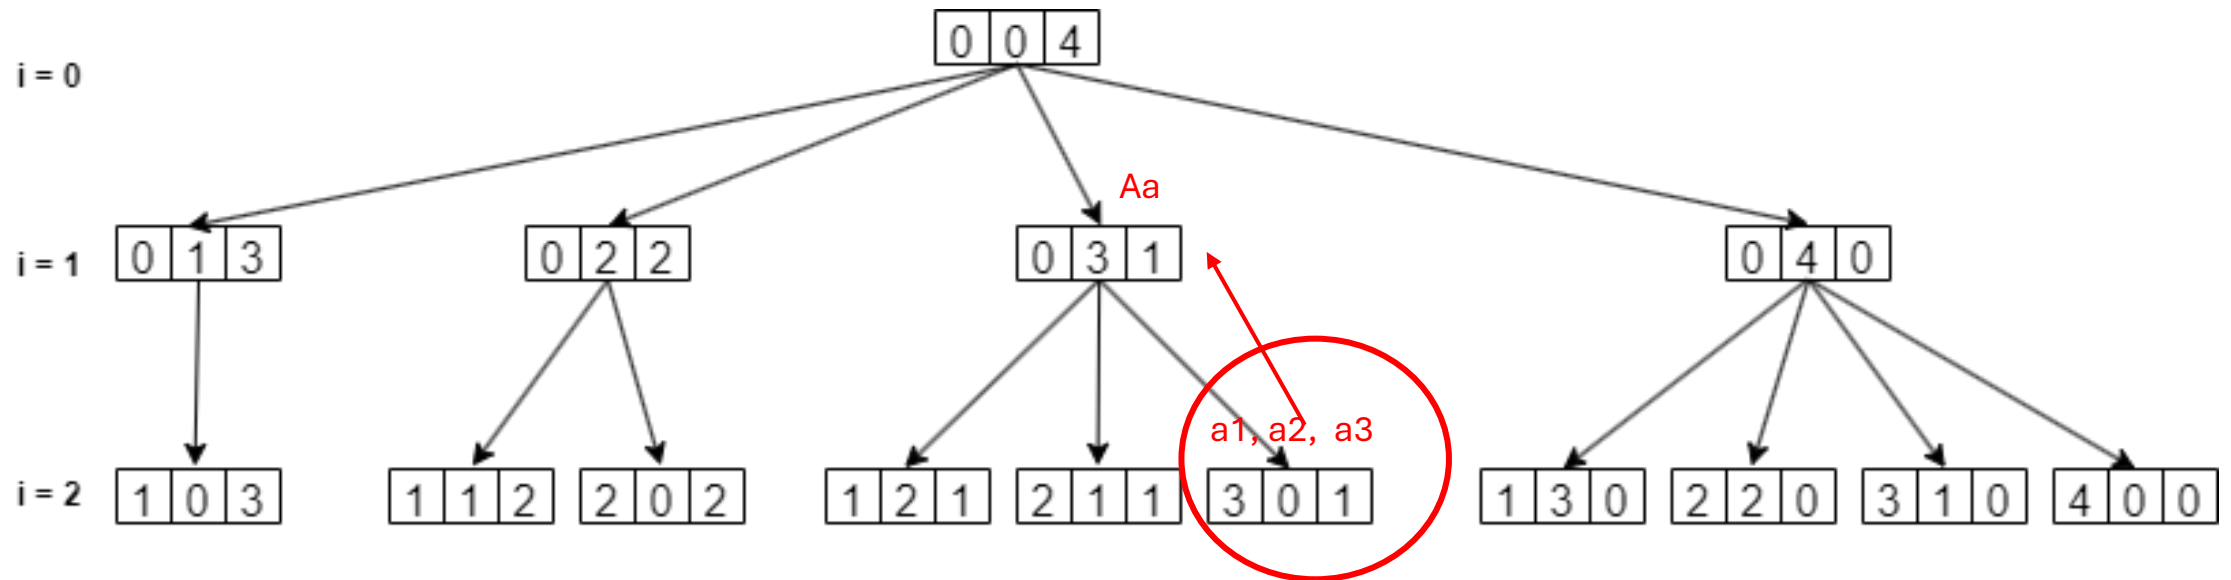 0 0 4
i = 0
Aa
i = 1
0 1 3
0 2 2
0 3 1
0 4 0
a1, a2, a3
i = 2
1 0 3
1 1 2
2 0 2
1 2 1
2 1 1
3 0 1
1 3 0
2 2 0
3 1 0
4 0 0